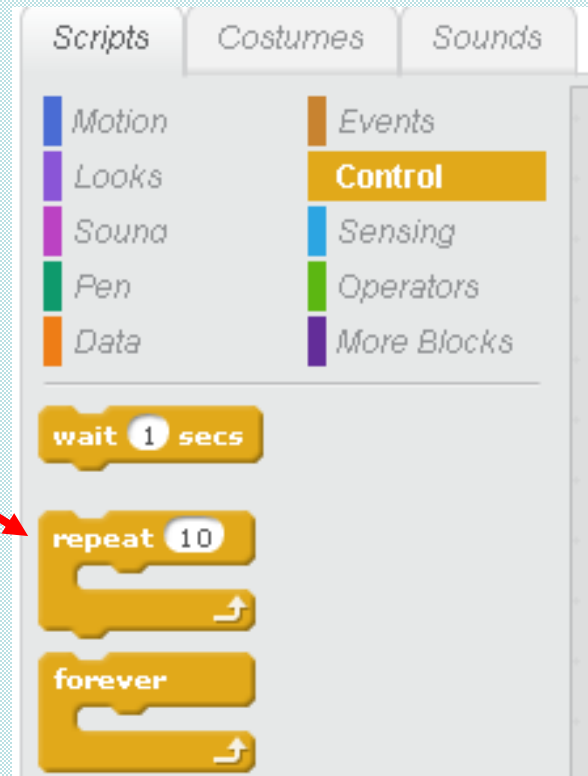 Scripts Costumes Sounds
Motion Events
Looks Control
Sound Sensing
Pen Operators
Data More Blocks
wait 1 secs
repeat 10
forever